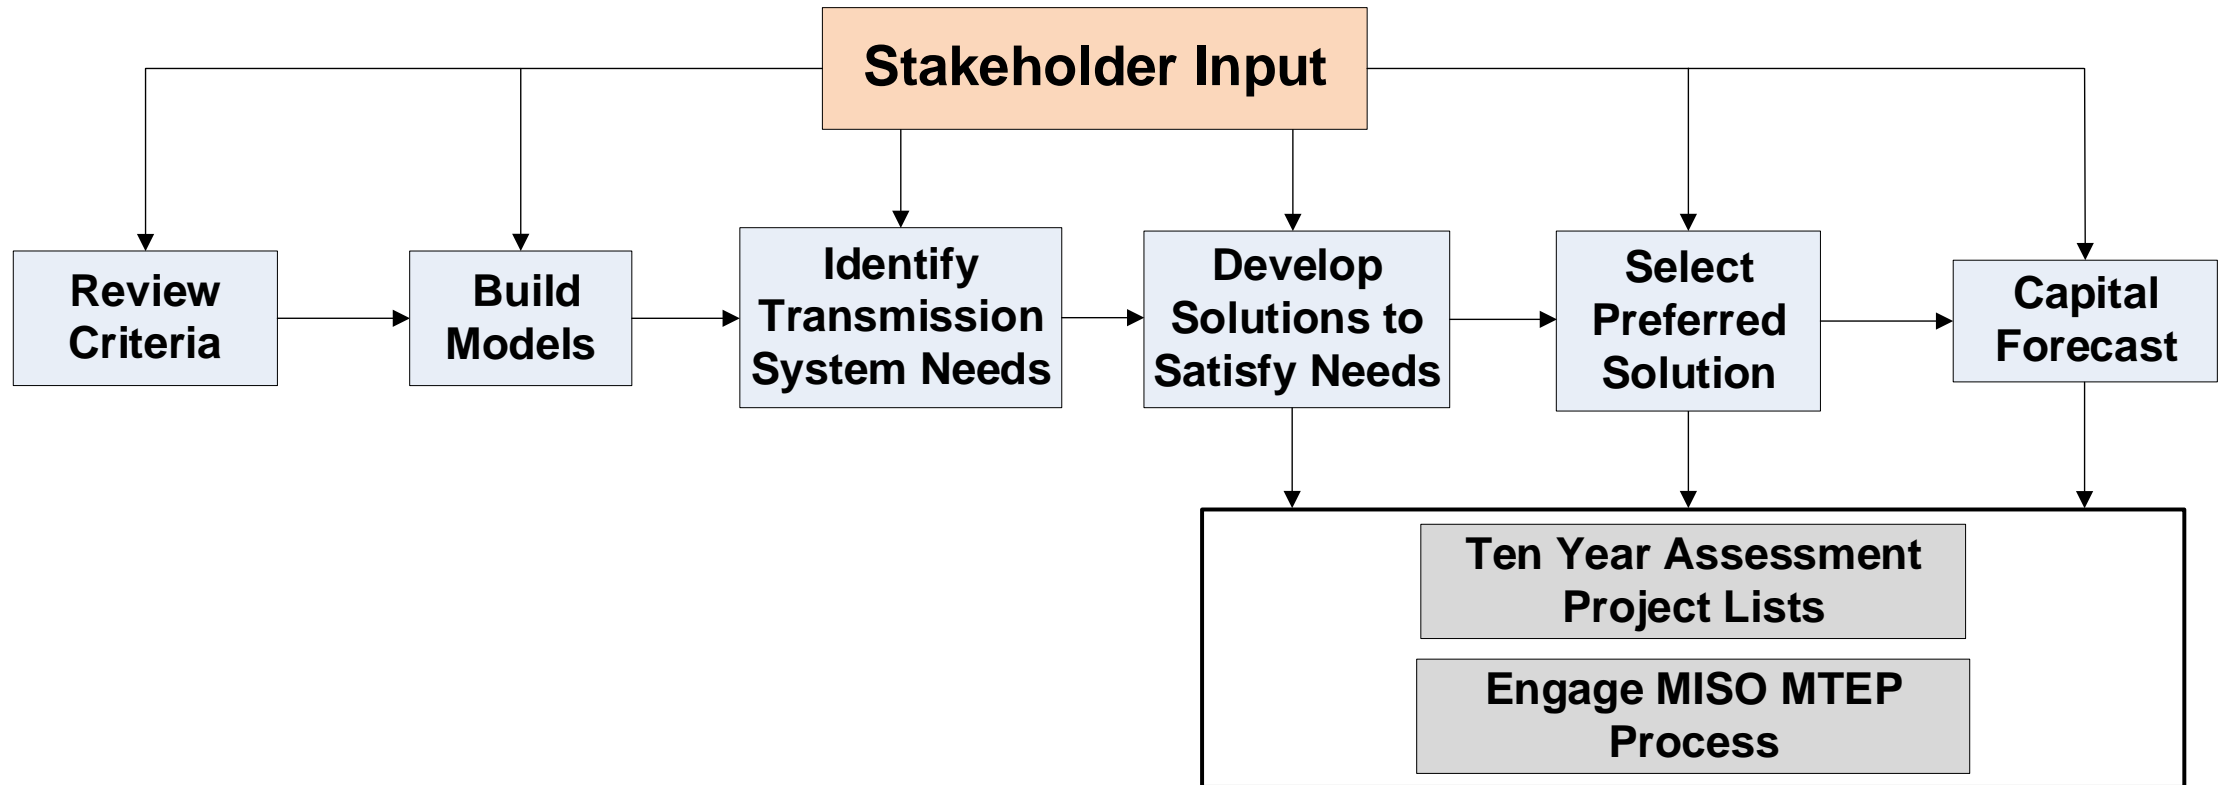 Stakeholder Input
Review
Criteria
Build
Models
Identify
Transmission
System Needs
Develop
Solutions to
Satisfy Needs
Select
Preferred
Solution
Capital
Forecast
Ten Year Assessment
Project Lists
Engage MISO MTEP
Process